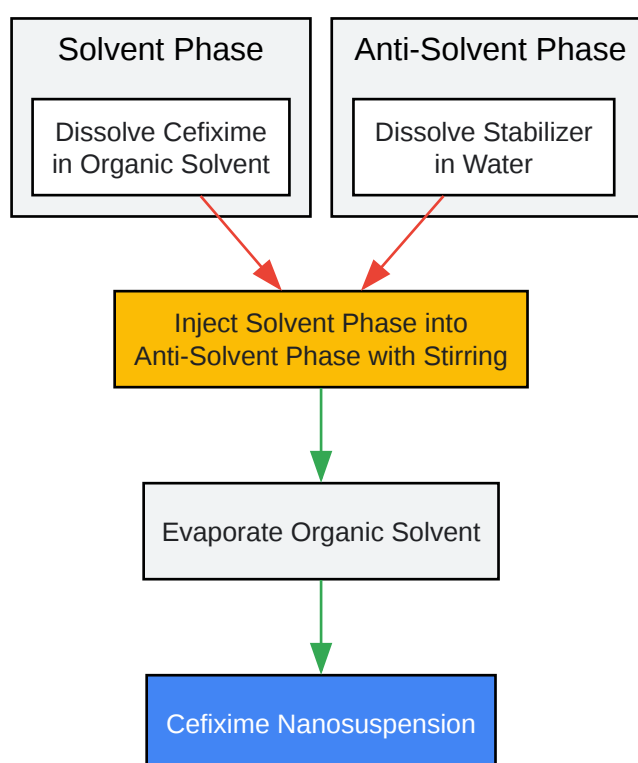 Solvent Phase
Dissolve Cefixime
in Organic Solvent
Anti-Solvent Phase
Dissolve Stabilizer
in Water
Inject Solvent Phase into
Anti-Solvent Phase with Stirring
Evaporate Organic Solvent
Cefixime Nanosuspension